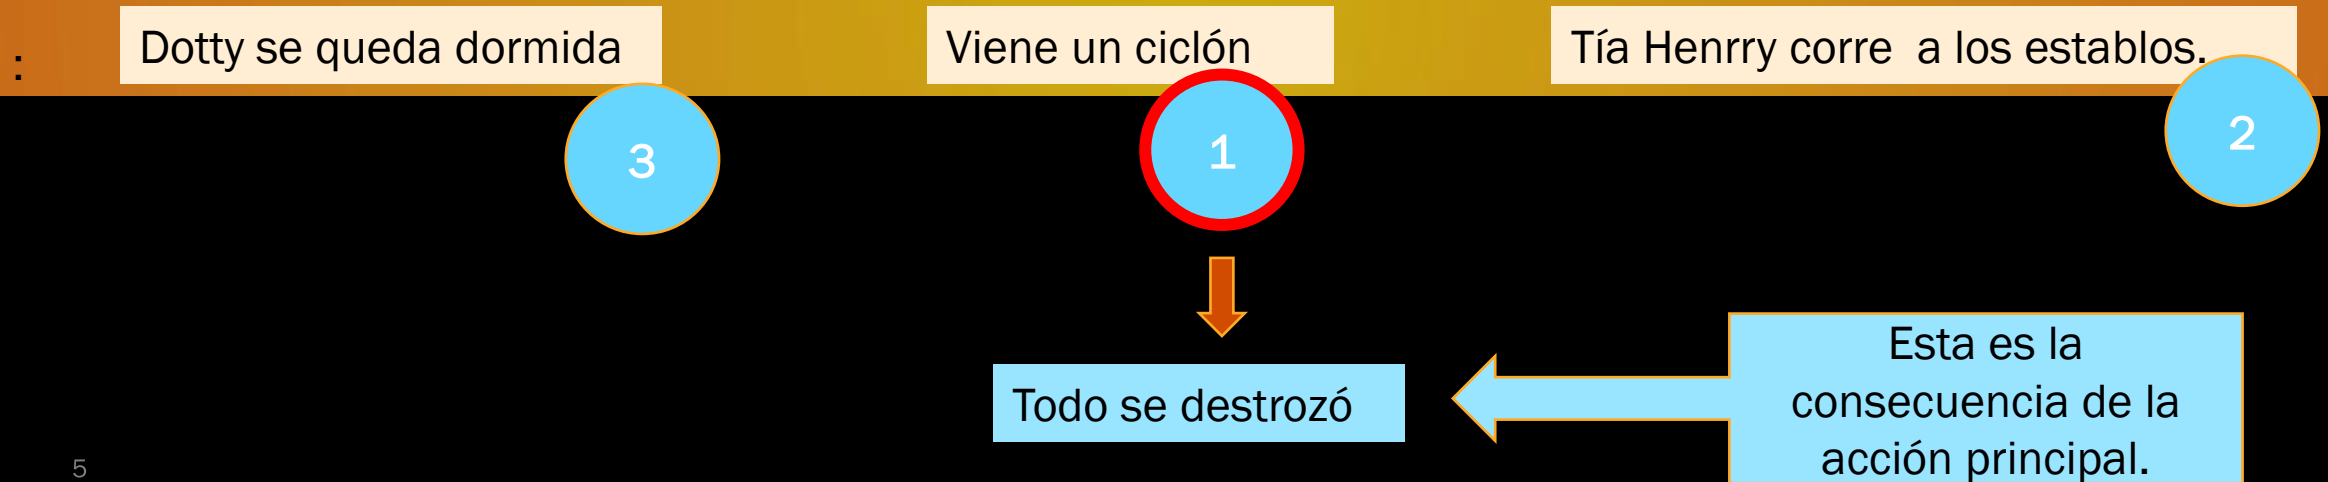 :
Dotty se queda dormida
Viene un ciclón
Tía Henrry corre  a los establos.
3
1
2
Todo se destrozó
Esta es la
consecuencia de la
acción principal.
5